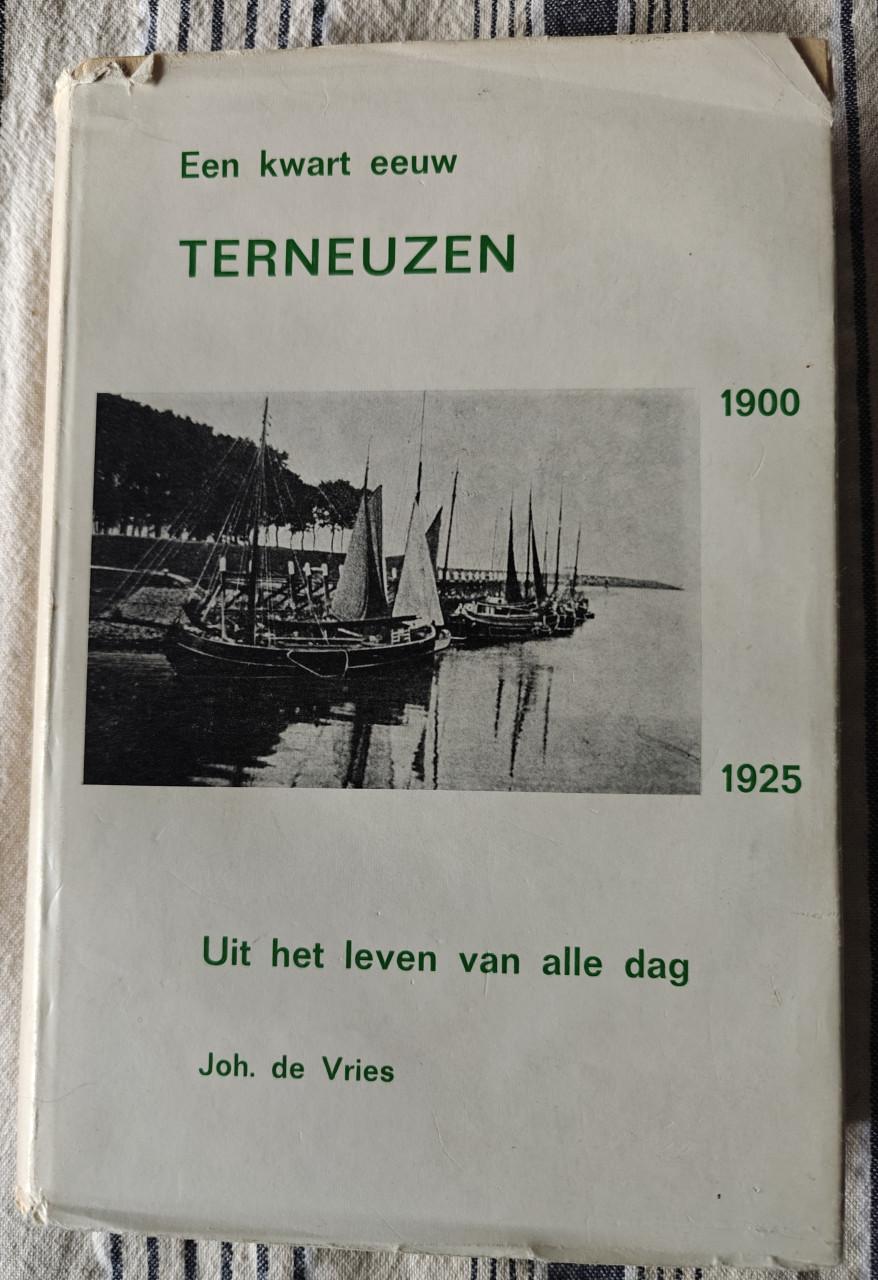 Een kwart eeuw
TERNEUZEN
1900
1925
Uit het leven van alle dag
Joh. de Vries